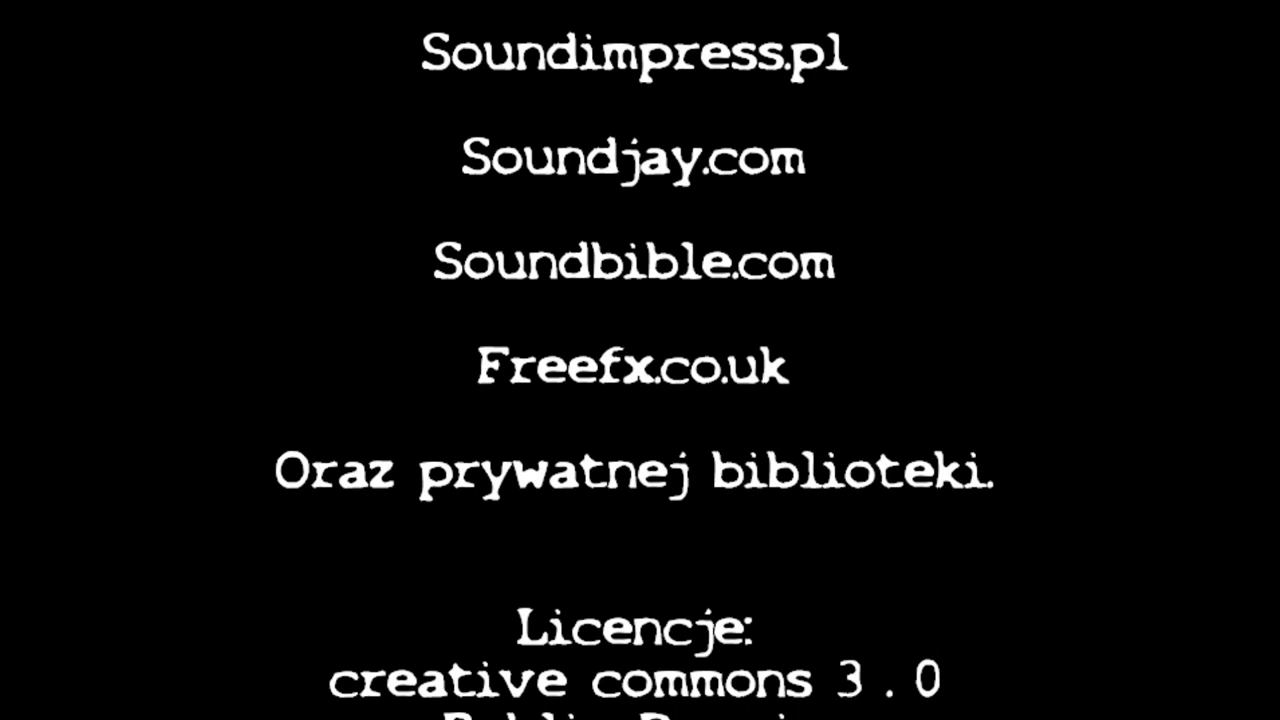 Soundimpress.pl
Soundjay.com
Soundbible.com
Freefx.co.uk
Oraz prywatnej biblioteki.
Licencje:
creative commons 3 . 0